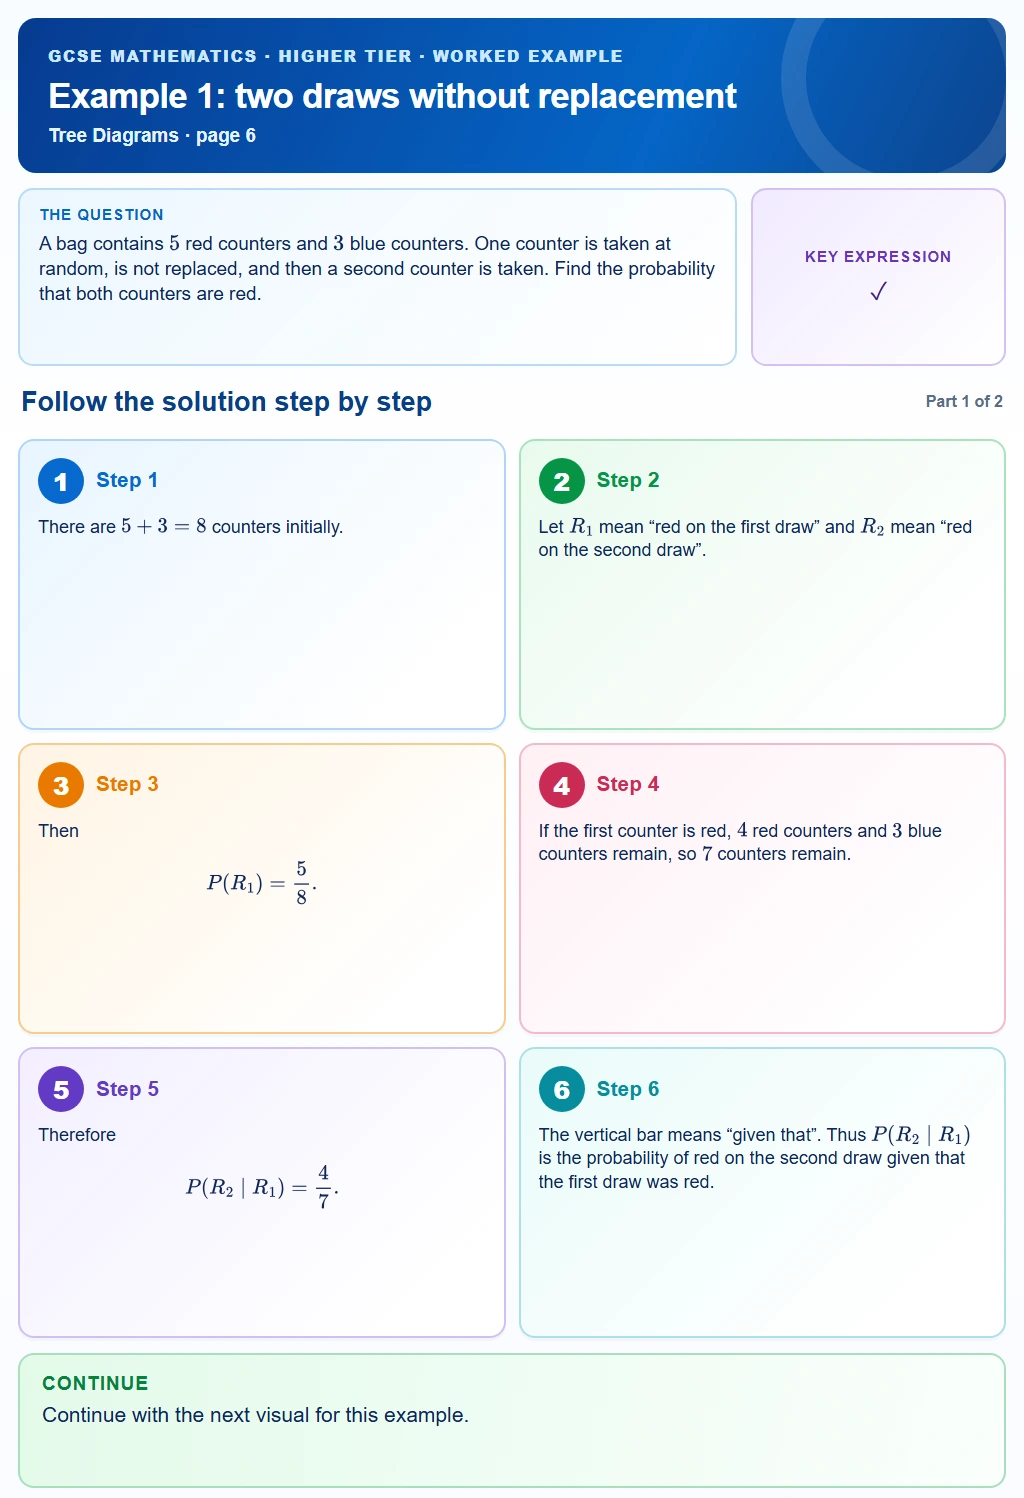 GCSE MATHEMATICS · HIGHER TIER · WORKED EXAMPLE
Example 1: two draws without replacement
Tree Diagrams · page 6
THE QUESTION
A bag contains 5 red counters and 3 blue counters. One counter is taken at
random, is not replaced, and then a second counter is taken. Find the probability
that both counters are red.
KEY EXPRESSION
✓
Follow the solution step by step
Part 1 of 2
1 Step 1
There are 5 + 3 = 8 counters initially.
2 Step 2
Let R₁ mean “red on the first draw” and R₂ mean “red
on the second draw”.
3 Step 3
Then
P(R₁) = 5/8.
4 Step 4
If the first counter is red, 4 red counters and 3 blue
counters remain, so 7 counters remain.
5 Step 5
Therefore
P(R₂ | R₁) = 4/7.
6 Step 6
The vertical bar means “given that”. Thus P(R₂ | R₁)
is the probability of red on the second draw given that
the first draw was red.
CONTINUE
Continue with the next visual for this example.